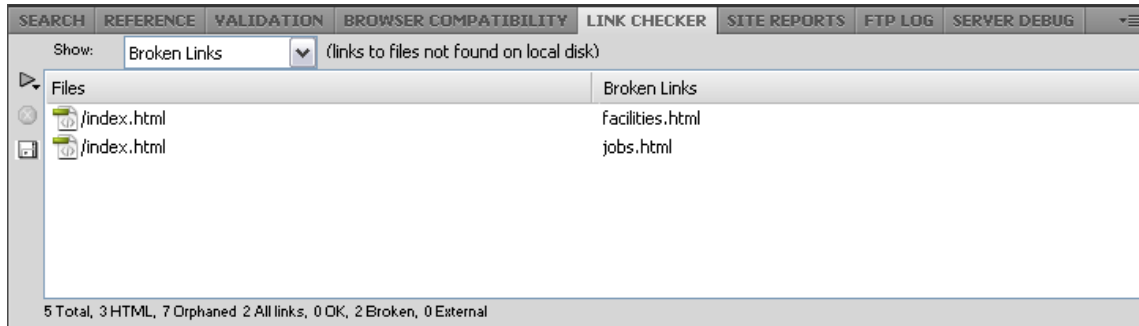 SEARCH REFERENCE VALIDATION BROWSER COMPATIBILITY LINK CHECKER SITE REPORTS FTP LOG SERVER DEBUG
Show: Broken Links (links to files not found on local disk)
Files Broken Links
/index.html facilities.html
/index.html jobs.html
5 Total, 3 HTML, 7 Orphaned 2 All links, 0 OK, 2 Broken, 0 External